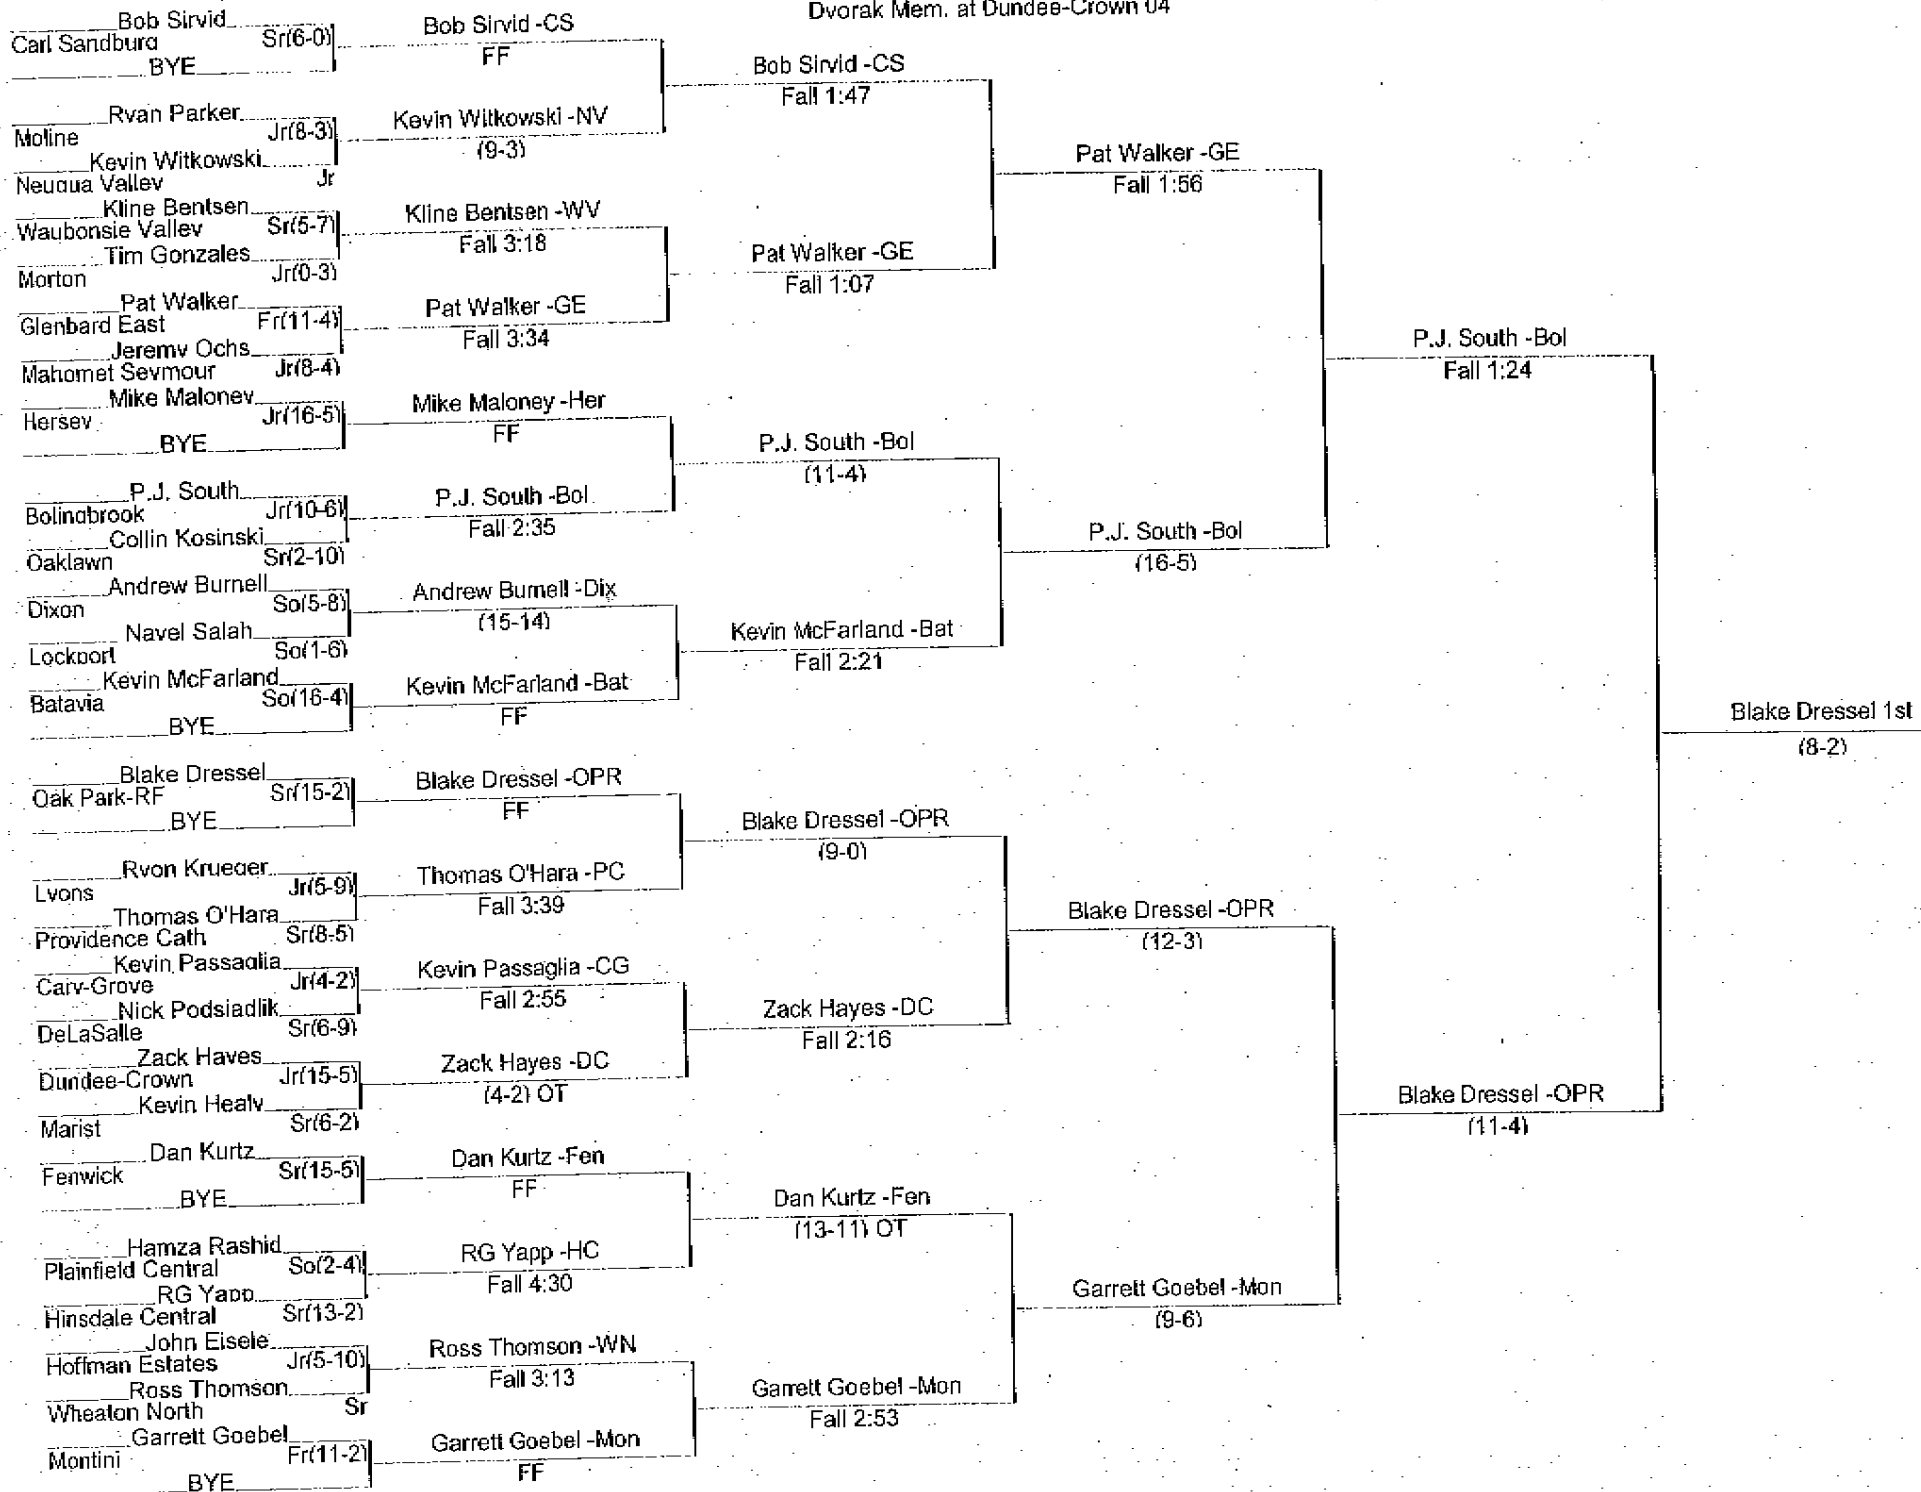 Dvorak Mem. at Dundee-Crown 04
Bob Sirvid
Carl Sandburg Sr(6-0)
BYE
Ryan Parker
Moline Jr(8-3)
Kevin Witkowski
Neuqua Valley Jr
Kline Bentsen
Waubonsie Valley Sr(5-7)
Tim Gonzales
Morton Jr(0-3)
Pat Walker
Glenbard East Fr(11-4)
Jeremy Ochs
Mahomet Seymour Jr(8-4)
Mike Maloney
Hersey Jr(16-5)
BYE
P.J. South
Bolingbrook Jr(10-6)
Collin Kosinski
Oaklawn Sr(2-10)
Andrew Burnell
Dixon So(5-8)
Navel Salah
Lockport So(1-6)
Kevin McFarland
Batavia So(16-4)
BYE
Blake Dressel
Oak Park-RF Sr(15-2)
BYE
Ryon Krueger
Lyons Jr(5-9)
Thomas O'Hara
Providence Cath Sr(8-5)
Kevin Passaglia
Cary-Grove Jr(4-2)
Nick Podsiadlik
DeLaSalle Sr(6-9)
Zack Hayes
Dundee-Crown Jr(15-5)
Kevin Healy
Marist Sr(6-2)
Dan Kurtz
Fenwick Sr(15-5)
BYE
Hamza Rashid
Plainfield Central So(2-4)
RG Yapp
Hinsdale Central Sr(13-2)
John Eisele
Hoffman Estates Jr(5-10)
Ross Thomson
Wheaton North Sr
Garrett Goebel
Montini Fr(11-2)
BYE
Bob Sirvid -CS
FF
Kevin Witkowski -NV
(9-3)
Kline Bentsen -WV
Fall 3:18
Pat Walker -GE
Fall 3:34
Mike Maloney -Her
FF
P.J. South -Bol
Fall 2:35
Andrew Burnell -Dix
(15-14)
Kevin McFarland -Bat
FF
Blake Dressel -OPR
FF
Thomas O'Hara -PC
Fall 3:39
Kevin Passaglia -CG
Fall 2:55
Zack Hayes -DC
(4-2) OT
Dan Kurtz -Fen
FF
RG Yapp -HC
Fall 4:30
Ross Thomson -WN
Fall 3:13
Garrett Goebel -Mon
FF
Bob Sirvid -CS
Fall 1:47
Pat Walker -GE
Fall 1:07
P.J. South -Bol
(11-4)
Kevin McFarland -Bat
Fall 2:21
Blake Dressel -OPR
(9-0)
Zack Hayes -DC
Fall 2:16
Dan Kurtz -Fen
(13-11) OT
Garrett Goebel -Mon
Fall 2:53
Pat Walker -GE
Fall 1:56
P.J. South -Bol
(16-5)
Blake Dressel -OPR
(12-3)
Garrett Goebel -Mon
(9-6)
P.J. South -Bol
Fall 1:24
Blake Dressel -OPR
(11-4)
Blake Dressel 1st
(8-2)